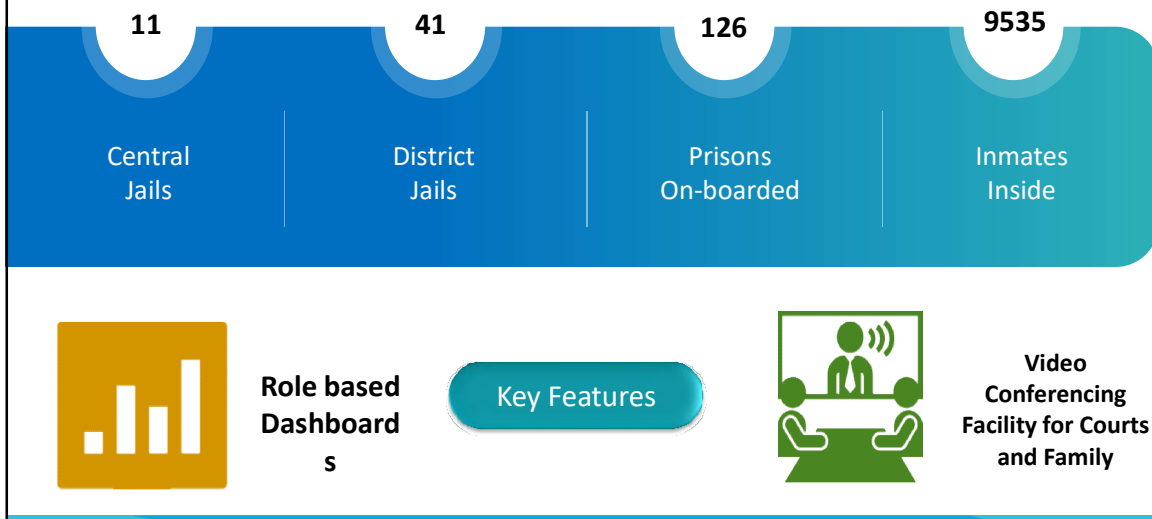 11
41
126
9535
Central
Jails
District
Jails
Prisons
On-boarded
Inmates
Inside
Role based
Dashboard
s
Key Features
Video
Conferencing
Facility for Courts
and Family